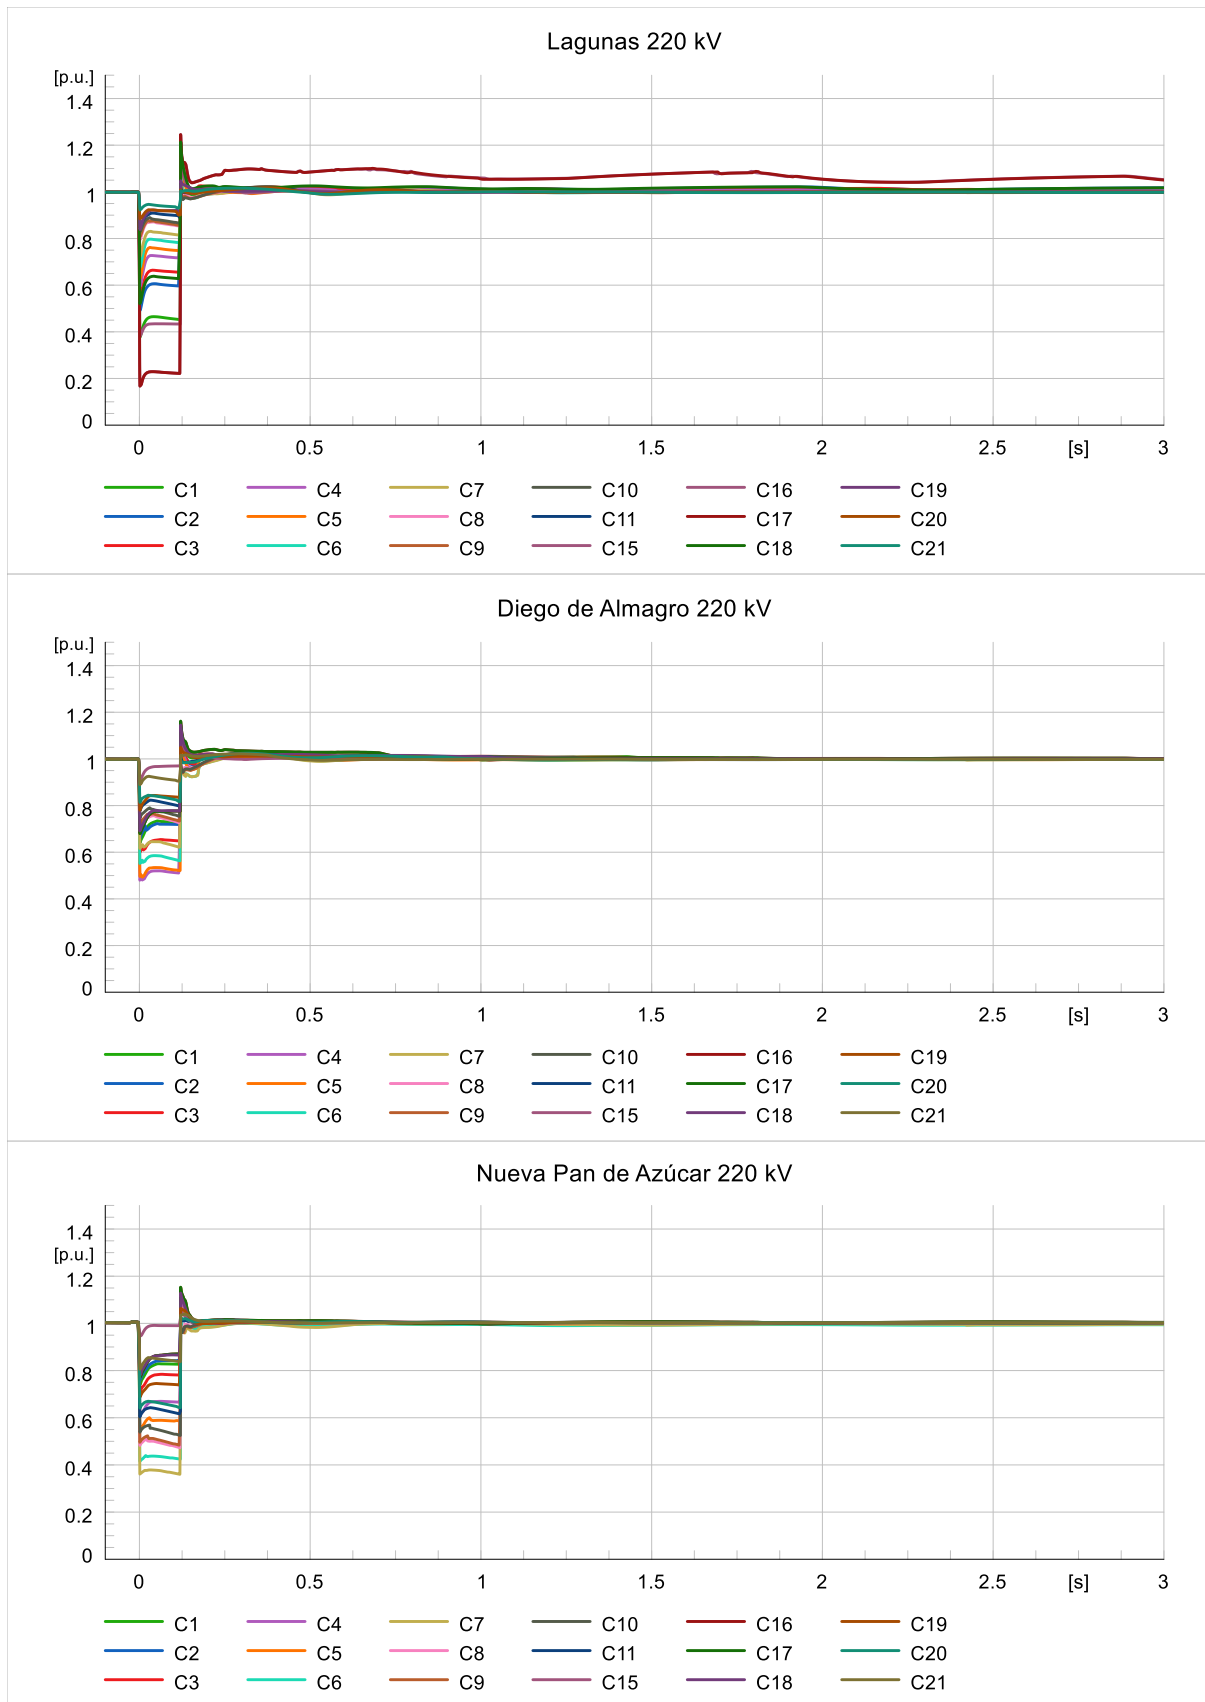 Lagunas 220 kV
[p.u.]
1.4
1.2
1
0.8
0.6
0.4
0.2
0
0 0.5 1 1.5 2 2.5 [s] 3
C1 C4 C7 C10 C16 C19
C2 C5 C8 C11 C17 C20
C3 C6 C9 C15 C18 C21
Diego de Almagro 220 kV
[p.u.]
1.4
1.2
1
0.8
0.6
0.4
0.2
0
0 0.5 1 1.5 2 2.5 [s] 3
C1 C4 C7 C10 C16 C19
C2 C5 C8 C11 C17 C20
C3 C6 C9 C15 C18 C21
Nueva Pan de Azúcar 220 kV
1.4
[p.u.]
1.2
1
0.8
0.6
0.4
0.2
0
0 0.5 1 1.5 2 2.5 [s] 3
C1 C4 C7 C10 C16 C19
C2 C5 C8 C11 C17 C20
C3 C6 C9 C15 C18 C21